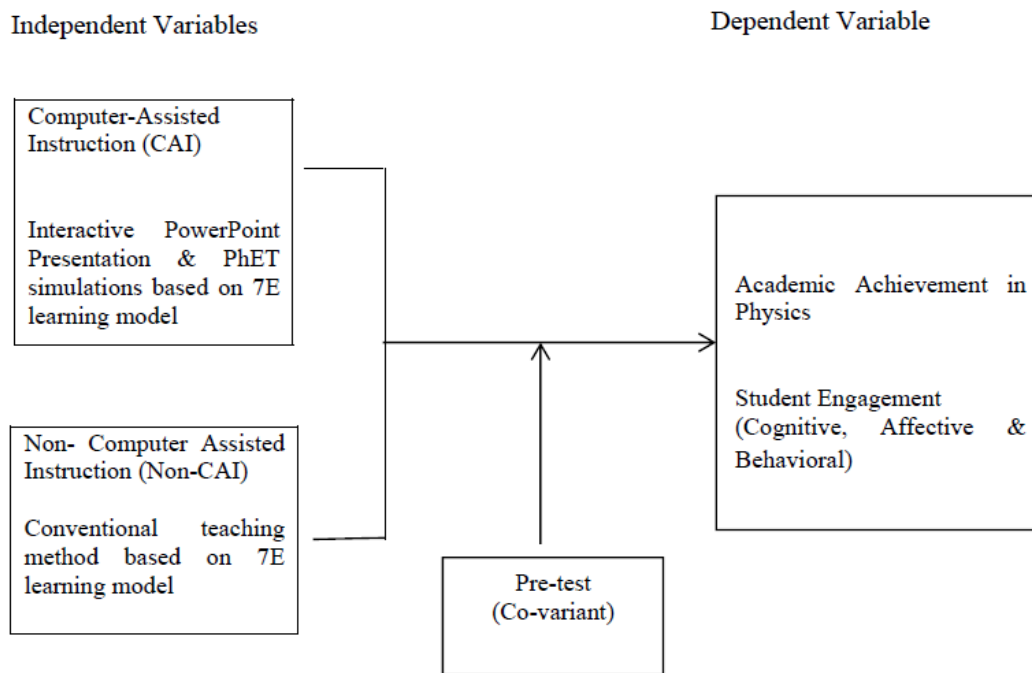 Independent Variables
Dependent Variable
Computer-Assisted
Instruction (CAI)
Interactive PowerPoint
Presentation & PhET
simulations based on 7E
learning model
Non- Computer Assisted
Instruction (Non-CAI)
Conventional teaching
method based on 7E
learning model
Pre-test
(Co-variant)
Academic Achievement in
Physics
Student Engagement
(Cognitive, Affective &
Behavioral)